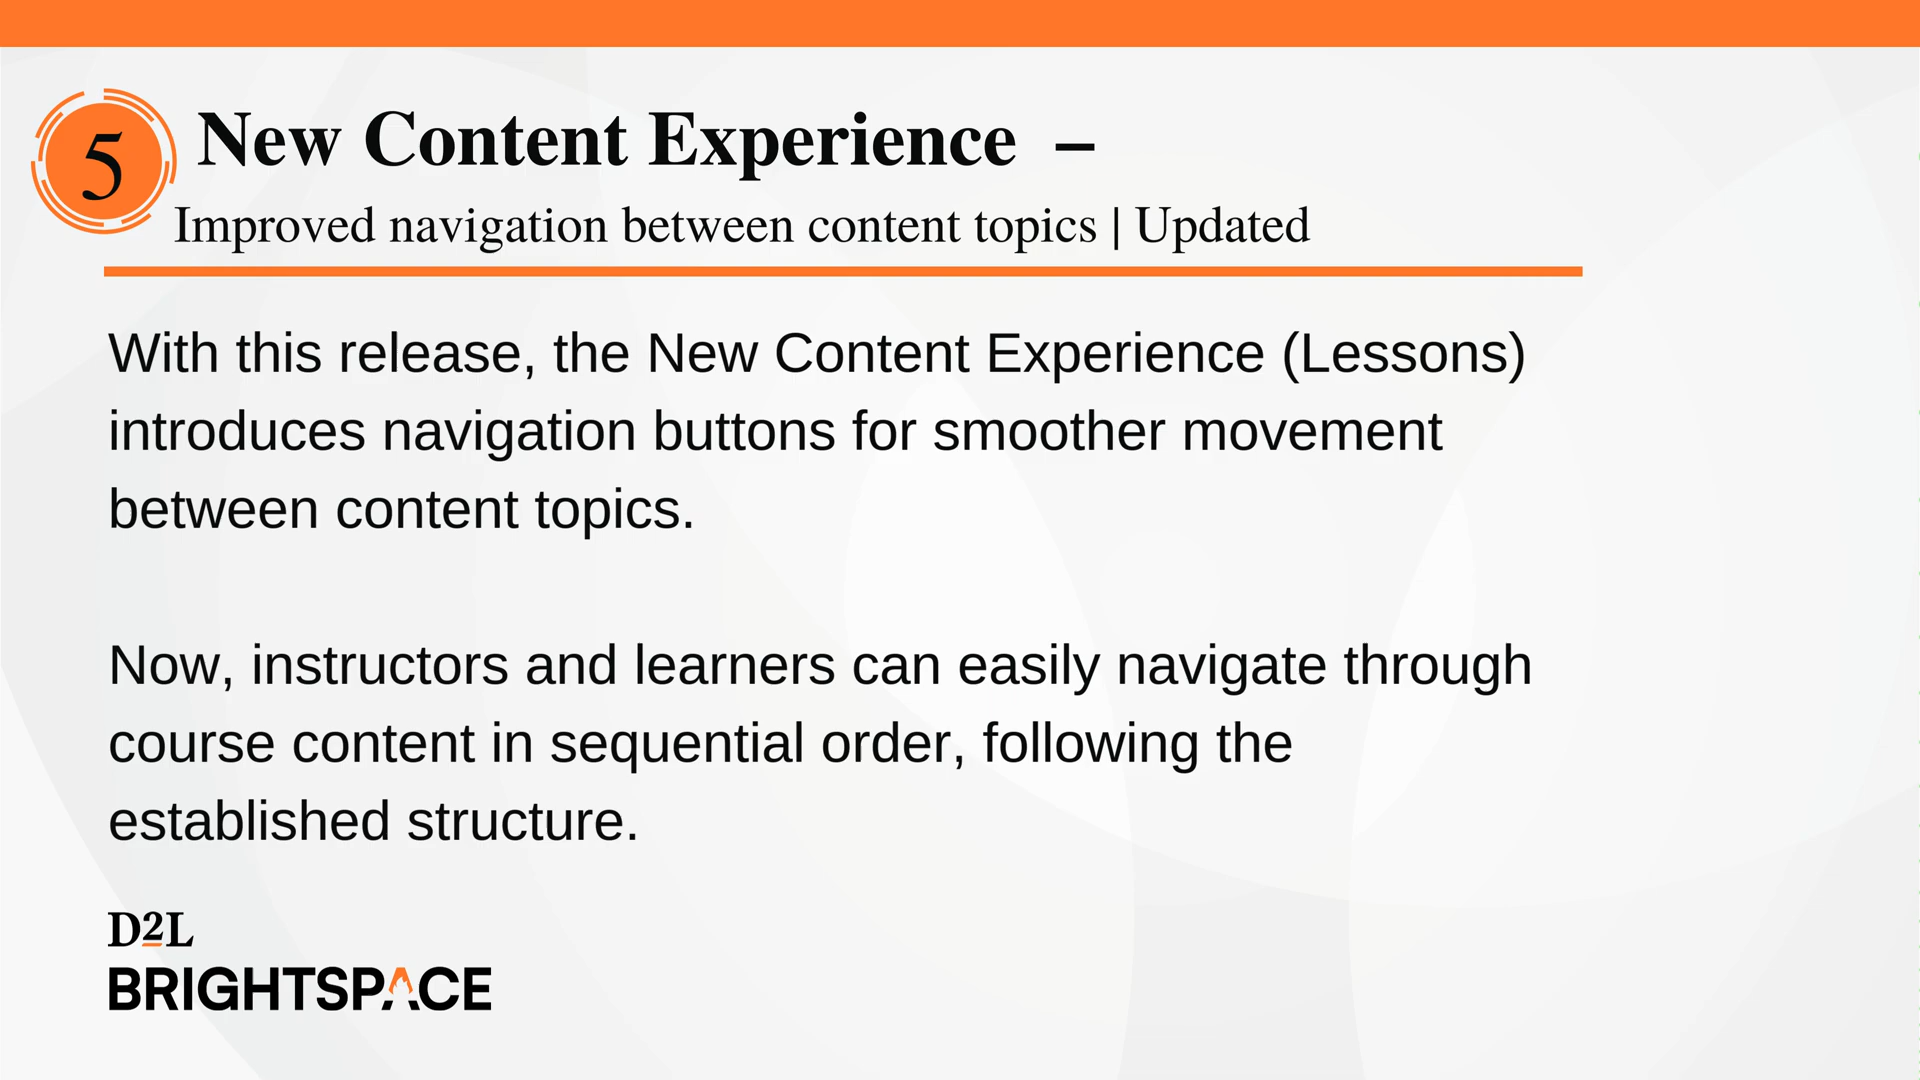 5
New Content Experience –
Improved navigation between content topics | Updated
With this release, the New Content Experience (Lessons)
introduces navigation buttons for smoother movement
between content topics.
Now, instructors and learners can easily navigate through
course content in sequential order, following the
established structure.
D2L
BRIGHTSPACE